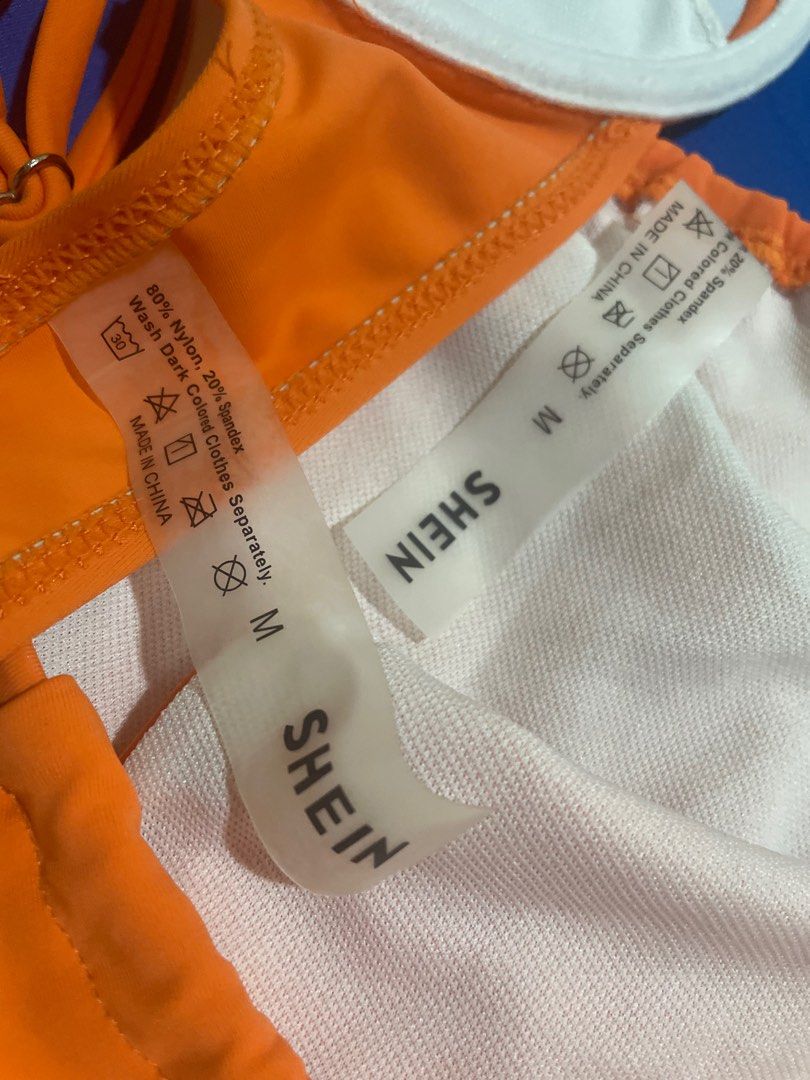 80% Nylon, 20% Spandex
Wash Dark Colored Clothes Separately.
30
MADE IN CHINA
M
SHEIN
20% Spandex
Colored Clothes Separately.
MADE IN CHINA
M
SHEIN